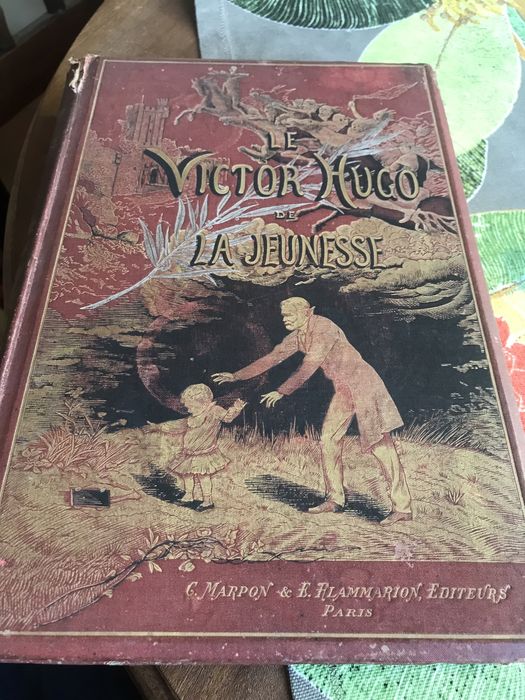 LE
VICTOR HUGO
DE
LA JEUNESSE
C. MARPON & E. FLAMMARION, EDITEURS
PARIS